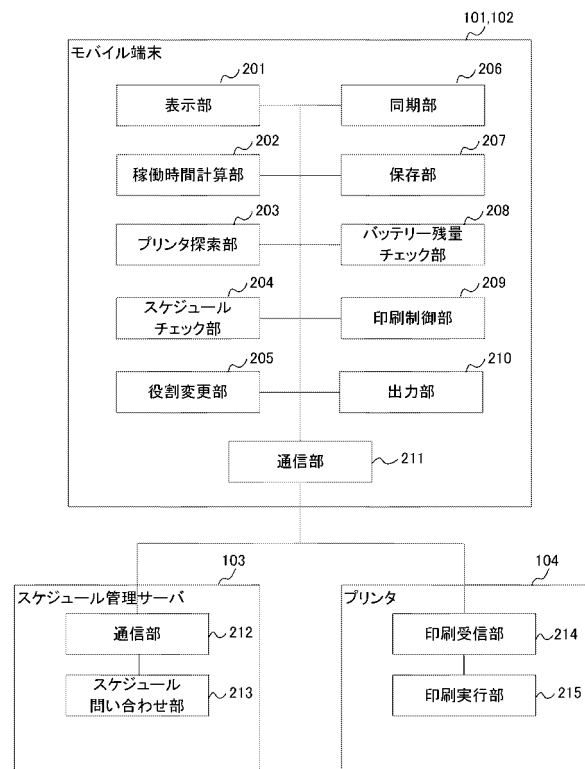 101,102
モバイル端末
201
表示部
206
同期部
202
稼働時間計算部
207
保存部
203
プリンタ探索部
208
バッテリー残量
チェック部
204
スケジュール
チェック部
209
印刷制御部
205
役割変更部
210
出力部
通信部
211
103
スケジュール管理サーバ
通信部
212
スケジュール
問い合わせ部
213
104
プリンタ
印刷受信部
214
印刷実行部
215